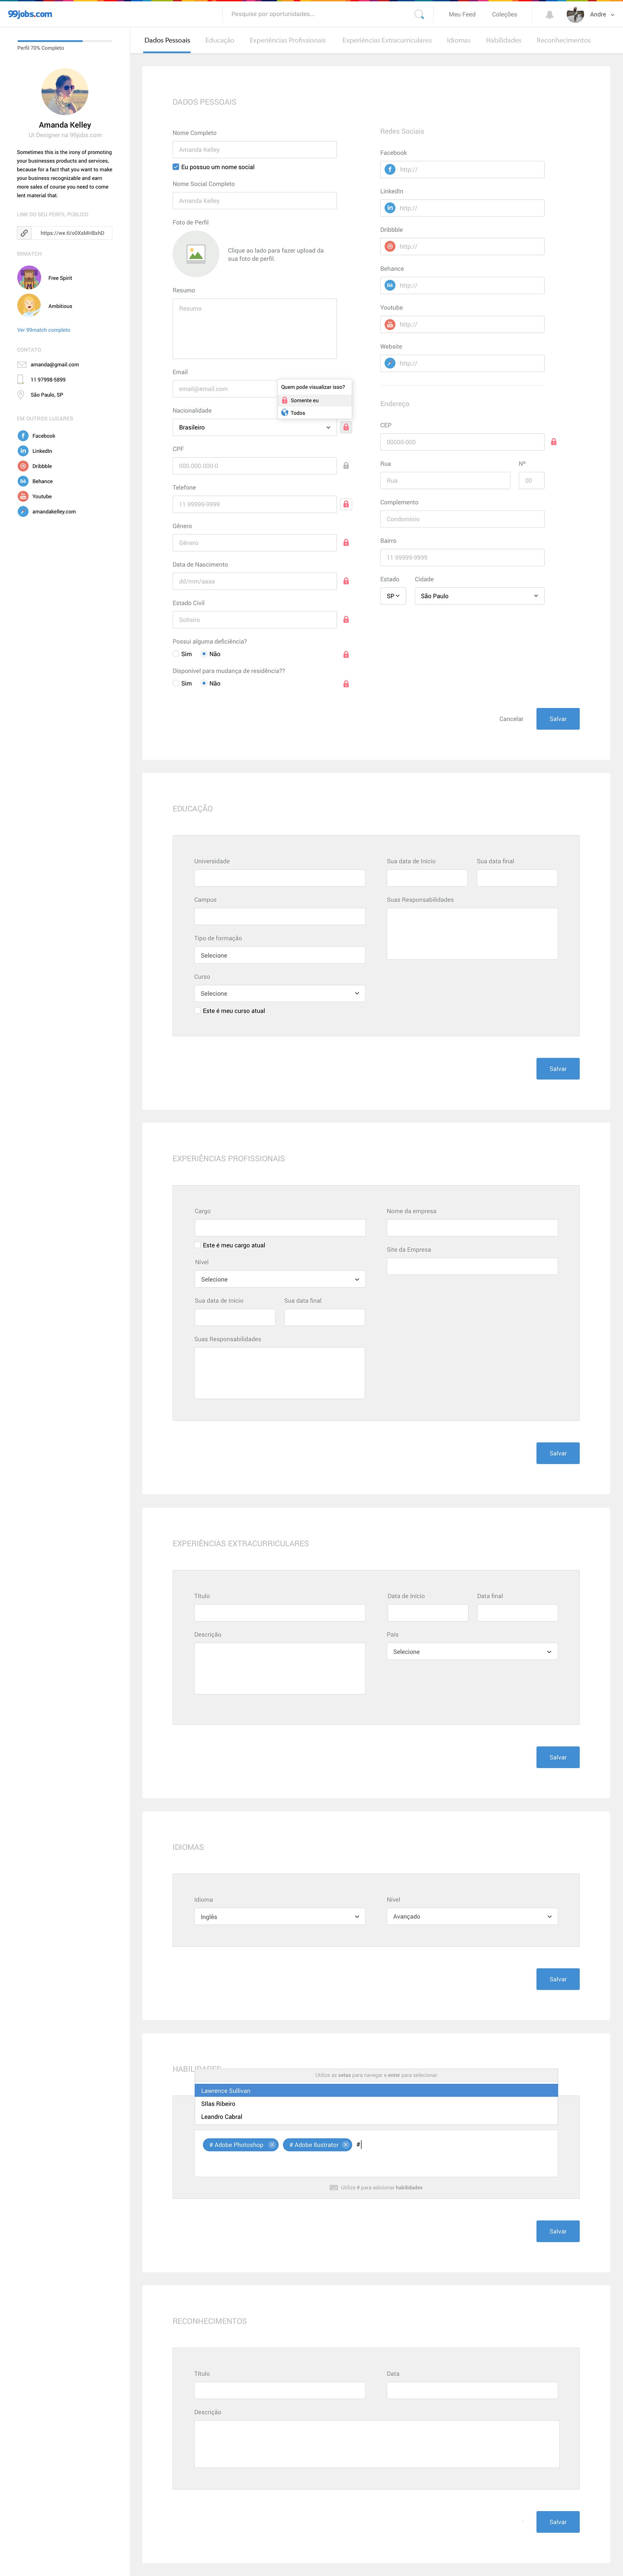 99jobs.com
Pesquise por oportunidades...
Meu Feed
Coleções
Andre
Perfil 70% Completo
Amanda Kelley
UI Designer na 99jobs.com
Sometimes this is the irony of promoting
your businesses products and services,
because for a fact that you want to make
your business recognizable and earn
more sales of course you need to come
lent material that.
LINK DO SEU PERFIL PÚBLICO
99MATCH
Free Spirit
Ambitious
Ver 99match completo
CONTATO
amanda@gmail.com
11 97998-5899
São Paulo, SP
EM OUTROS LUGARES
Facebook
LinkedIn
Dribbble
Behance
Youtube
amandakelley.com
Dados Pessoais
Educação
Experiências Profissionais
Experiências Extracurriculares
Idiomas
Habilidades
Reconhecimentos
DADOS PESSOAIS
Nome Completo
Amanda Kelley
Eu possuo um nome social
Nome Social Completo
Amanda Kelley
Foto de Perfil
Clique ao lado para fazer upload da
sua foto de perfil.
Resumo
Resumo
Email
email@email.com
Quem pode visualizar isso?
Somente eu
Todos
Nacionalidade
Brasileiro
CPF
000.000.000-0
Telefone
11 99999-9999
Gênero
Gênero
Data de Nascimento
dd/mm/aaaa
Estado Civil
Solteiro
Possui alguma deficiência?
Sim
Não
Disponível para mudança de residência??
Sim
Não
Redes Sociais
Facebook
http://
LinkedIn
http://
Dribbble
http://
Behance
http://
Youtube
http://
Website
http://
Endereço
CEP
00000-000
Rua
Nº
Rua
00
Complemento
Condomínio
Bairro
11 99999-9999
Estado
Cidade
SP
São Paulo
Cancelar
Salvar
EDUCAÇÃO
Universidade
Campus
Tipo de formação
Selecione
Curso
Selecione
Este é meu curso atual
Sua data de Início
Sua data final
Suas Responsabilidades
Salvar
EXPERIÊNCIAS PROFISSIONAIS
Cargo
Este é meu cargo atual
Nível
Selecione
Sua data de Início
Sua data final
Suas Responsabilidades
Nome da empresa
Site da Empresa
Salvar
EXPERIÊNCIAS EXTRACURRICULARES
Título
Descrição
Data de Início
Data final
País
Selecione
Salvar
IDIOMAS
Idioma
Inglês
Nível
Avançado
Salvar
HABILIDADES
Utilize as setas para navegar e enter para selecionar
Lawrence Sullivan
Sílas Ribeiro
Leandro Cabral
# Adobe Photoshop
# Adobe Ilustrator
#
Utilize # para adicionar habilidades
Salvar
RECONHECIMENTOS
Título
Data
Descrição
Salvar